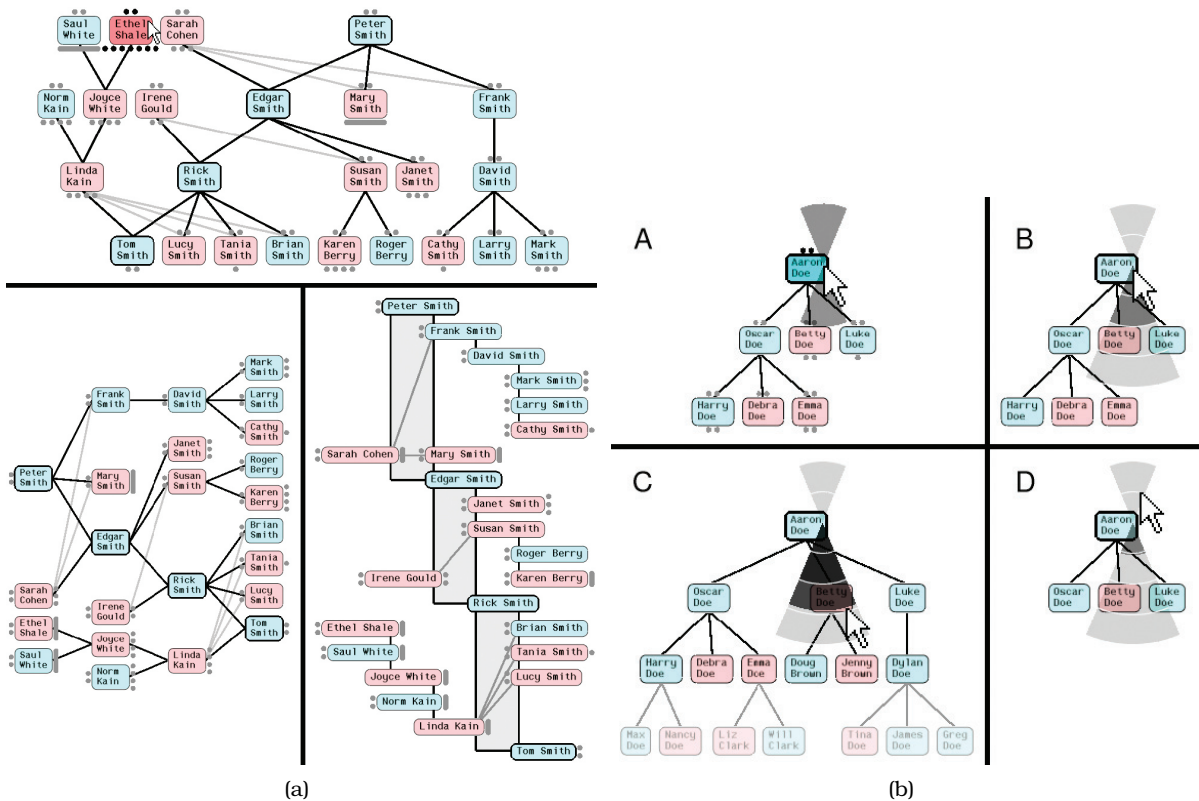 Saul
White
Ethel
Shale
Sarah
Cohen
Peter
Smith
Norm
Kain
Joyce
White
Irene
Gould
Edgar
Smith
Mary
Smith
Frank
Smith
Linda
Kain
Rick
Smith
Susan
Smith
Janet
Smith
David
Smith
Tom
Smith
Lucy
Smith
Tania
Smith
Brian
Smith
Karen
Berry
Roger
Berry
Cathy
Smith
Larry
Smith
Mark
Smith
Mark
Smith
Frank
Smith
David
Smith
Larry
Smith
Cathy
Smith
Janet
Smith
Peter
Smith
Mary
Smith
Susan
Smith
Roger
Berry
Karen
Berry
Edgar
Smith
Brian
Smith
Rick
Smith
Tania
Smith
Sarah
Cohen
Irene
Gould
Lucy
Smith
Ethel
Shale
Joyce
White
Tom
Smith
Saul
White
Linda
Kain
Norm
Kain
Peter Smith
Frank Smith
David Smith
Mark Smith
Larry Smith
Cathy Smith
Sarah Cohen
Mary Smith
Edgar Smith
Janet Smith
Susan Smith
Roger Berry
Irene Gould
Karen Berry
Rick Smith
Ethel Shale
Brian Smith
Saul White
Tania Smith
Joyce White
Lucy Smith
Norm Kain
Linda Kain
Tom Smith
(a)
A
Aaron
Doe
Oscar
Doe
Betty
Doe
Luke
Doe
Harry
Doe
Debra
Doe
Emma
Doe
B
Aaron
Doe
Oscar
Doe
Betty
Doe
Luke
Doe
Harry
Doe
Debra
Doe
Emma
Doe
C
Aaron
Doe
Oscar
Doe
Betty
Doe
Luke
Doe
Harry
Doe
Debra
Doe
Emma
Doe
Doug
Brown
Jenny
Brown
Dylan
Doe
Max
Doe
Nancy
Doe
Liz
Clark
Will
Clark
Tina
Doe
James
Doe
Greg
Doe
D
Aaron
Doe
Oscar
Doe
Betty
Doe
Luke
Doe
(b)